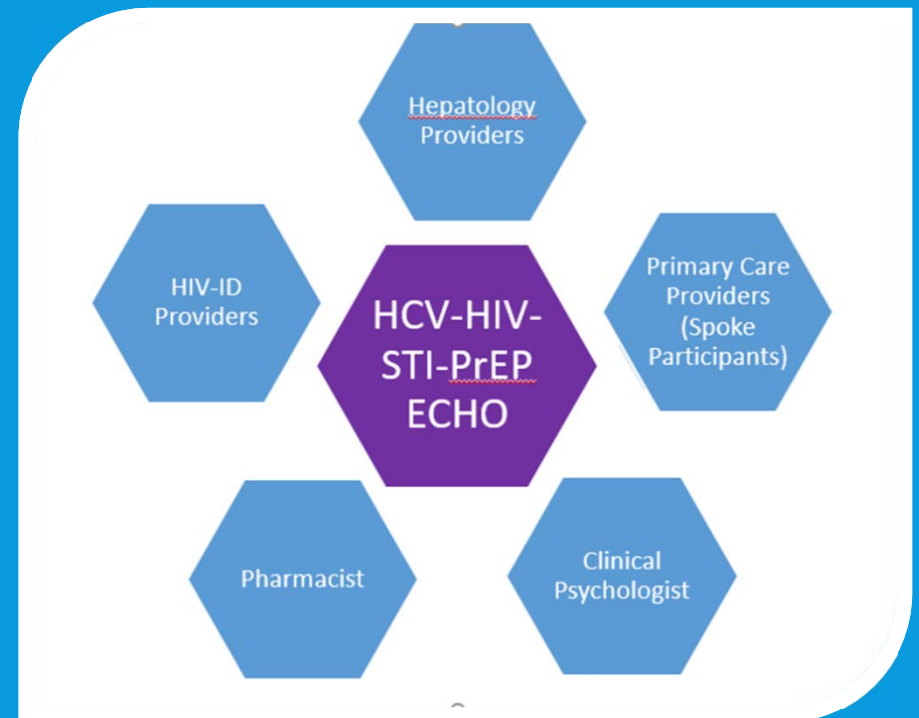 Hepatology
Providers
HIV-ID
Providers
HCV-HIV-
STI-PrEP
ECHO
Primary Care
Providers
(Spoke
Participants)
Pharmacist
Clinical
Psychologist